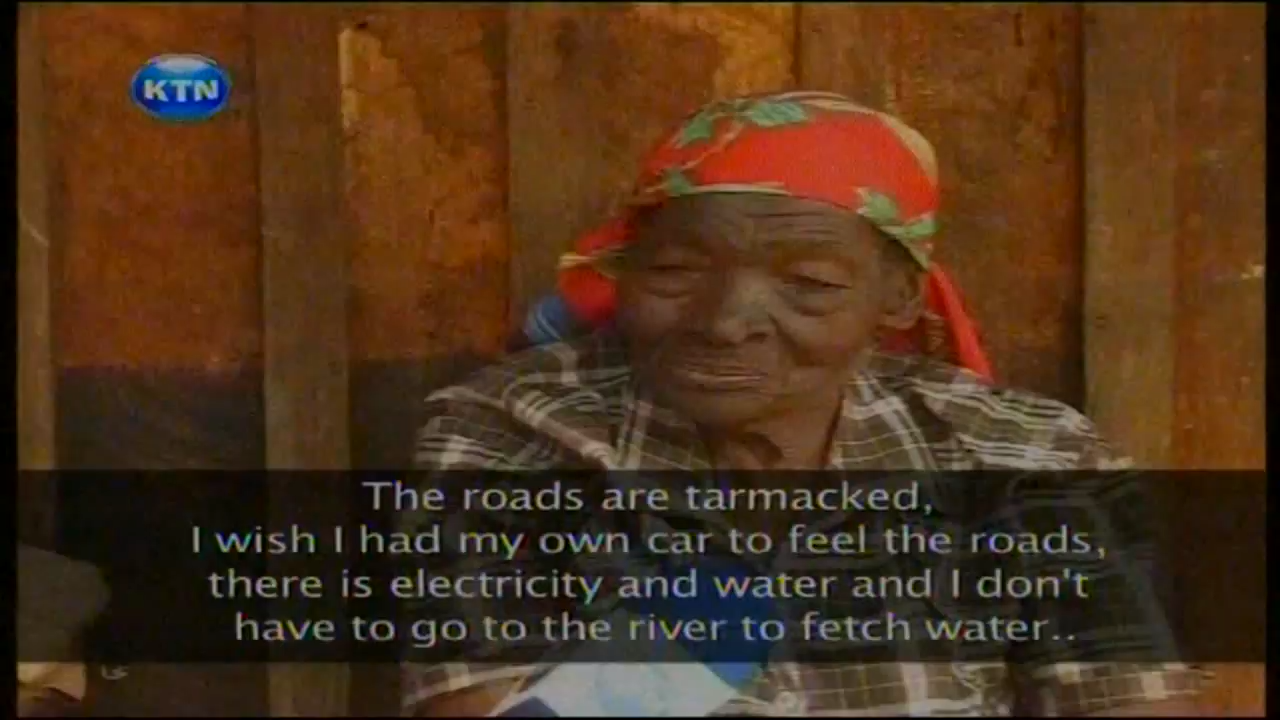 KTN
The roads are tarmacked,
I wish I had my own car to feel the roads,
there is electricity and water and I don't
have to go to the river to fetch water..